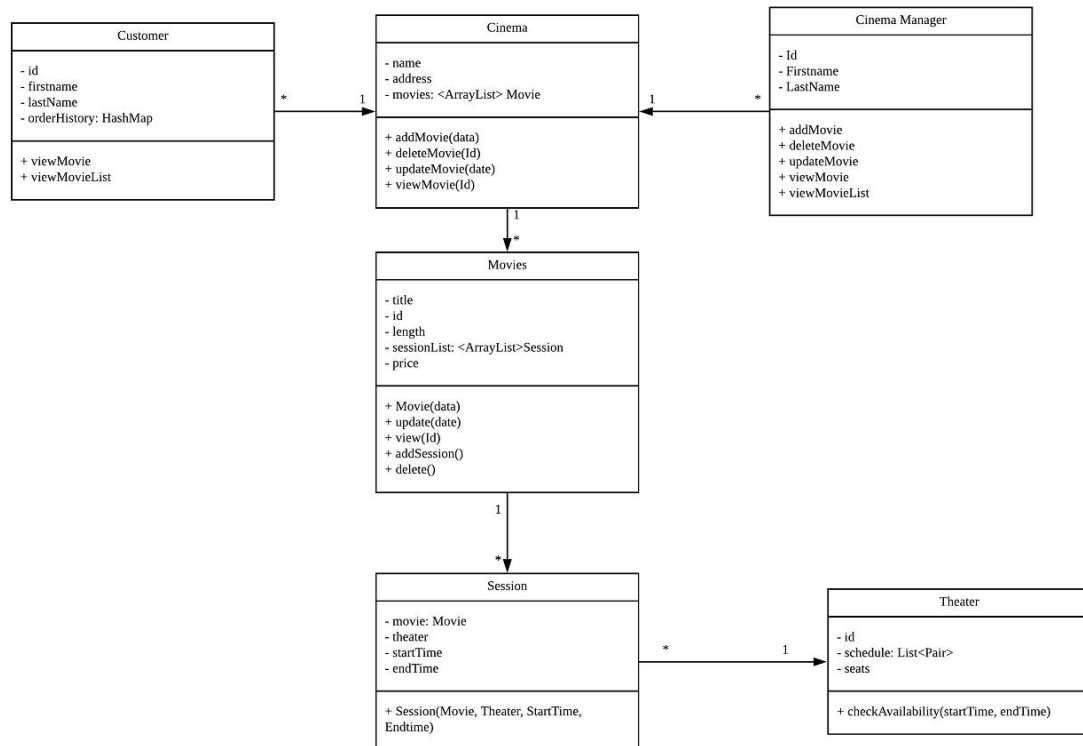 Customer
- id
- firstname
- lastName
- orderHistory: HashMap
+ viewMovie
+ viewMovieList
*
1
Cinema
- name
- address
- movies: <ArrayList> Movie
+ addMovie(data)
+ deleteMovie(Id)
+ updateMovie(date)
+ viewMovie(Id)
1
*
Cinema Manager
- Id
- Firstname
- LastName
+ addMovie
+ deleteMovie
+ updateMovie
+ viewMovie
+ viewMovieList
1
*
Movies
- title
- id
- length
- sessionList: <ArrayList>Session
- price
+ Movie(data)
+ update(date)
+ view(Id)
+ addSession()
+ delete()
1
*
Session
- movie: Movie
- theater
- startTime
- endTime
+ Session(Movie, Theater, StartTime,
Endtime)
*
1
Theater
- id
- schedule: List<Pair>
- seats
+ checkAvailability(startTime, endTime)